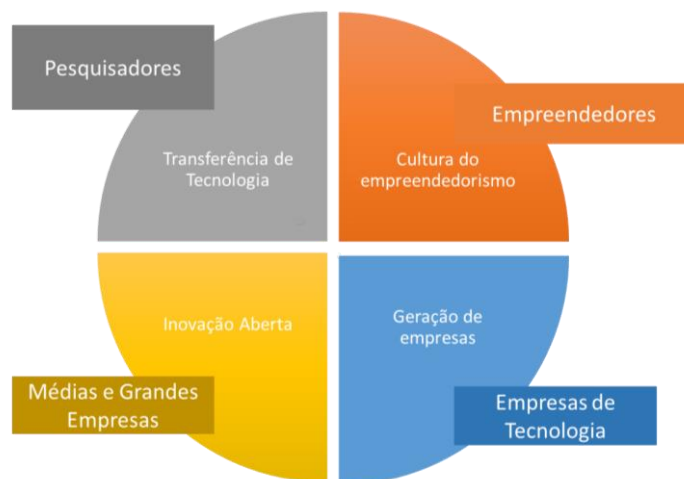 Pesquisadores
Transferência de
Tecnologia
Empreendedores
Cultura do
empreendedorismo
Inovação Aberta
Médias e Grandes
Empresas
Geração de
empresas
Empresas de
Tecnologia